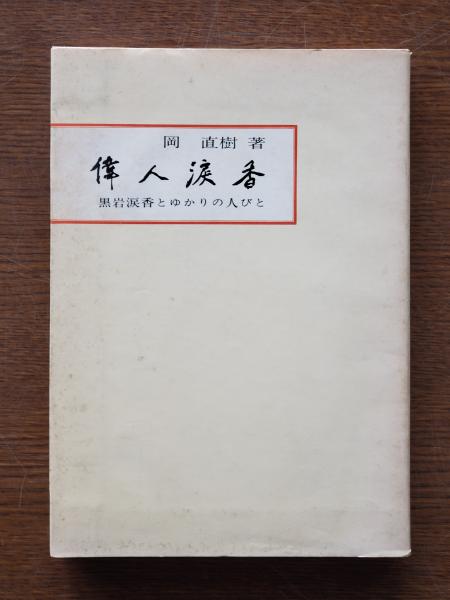 岡 直樹 著
偉人涙香
黒岩涙香とゆかりの人びと